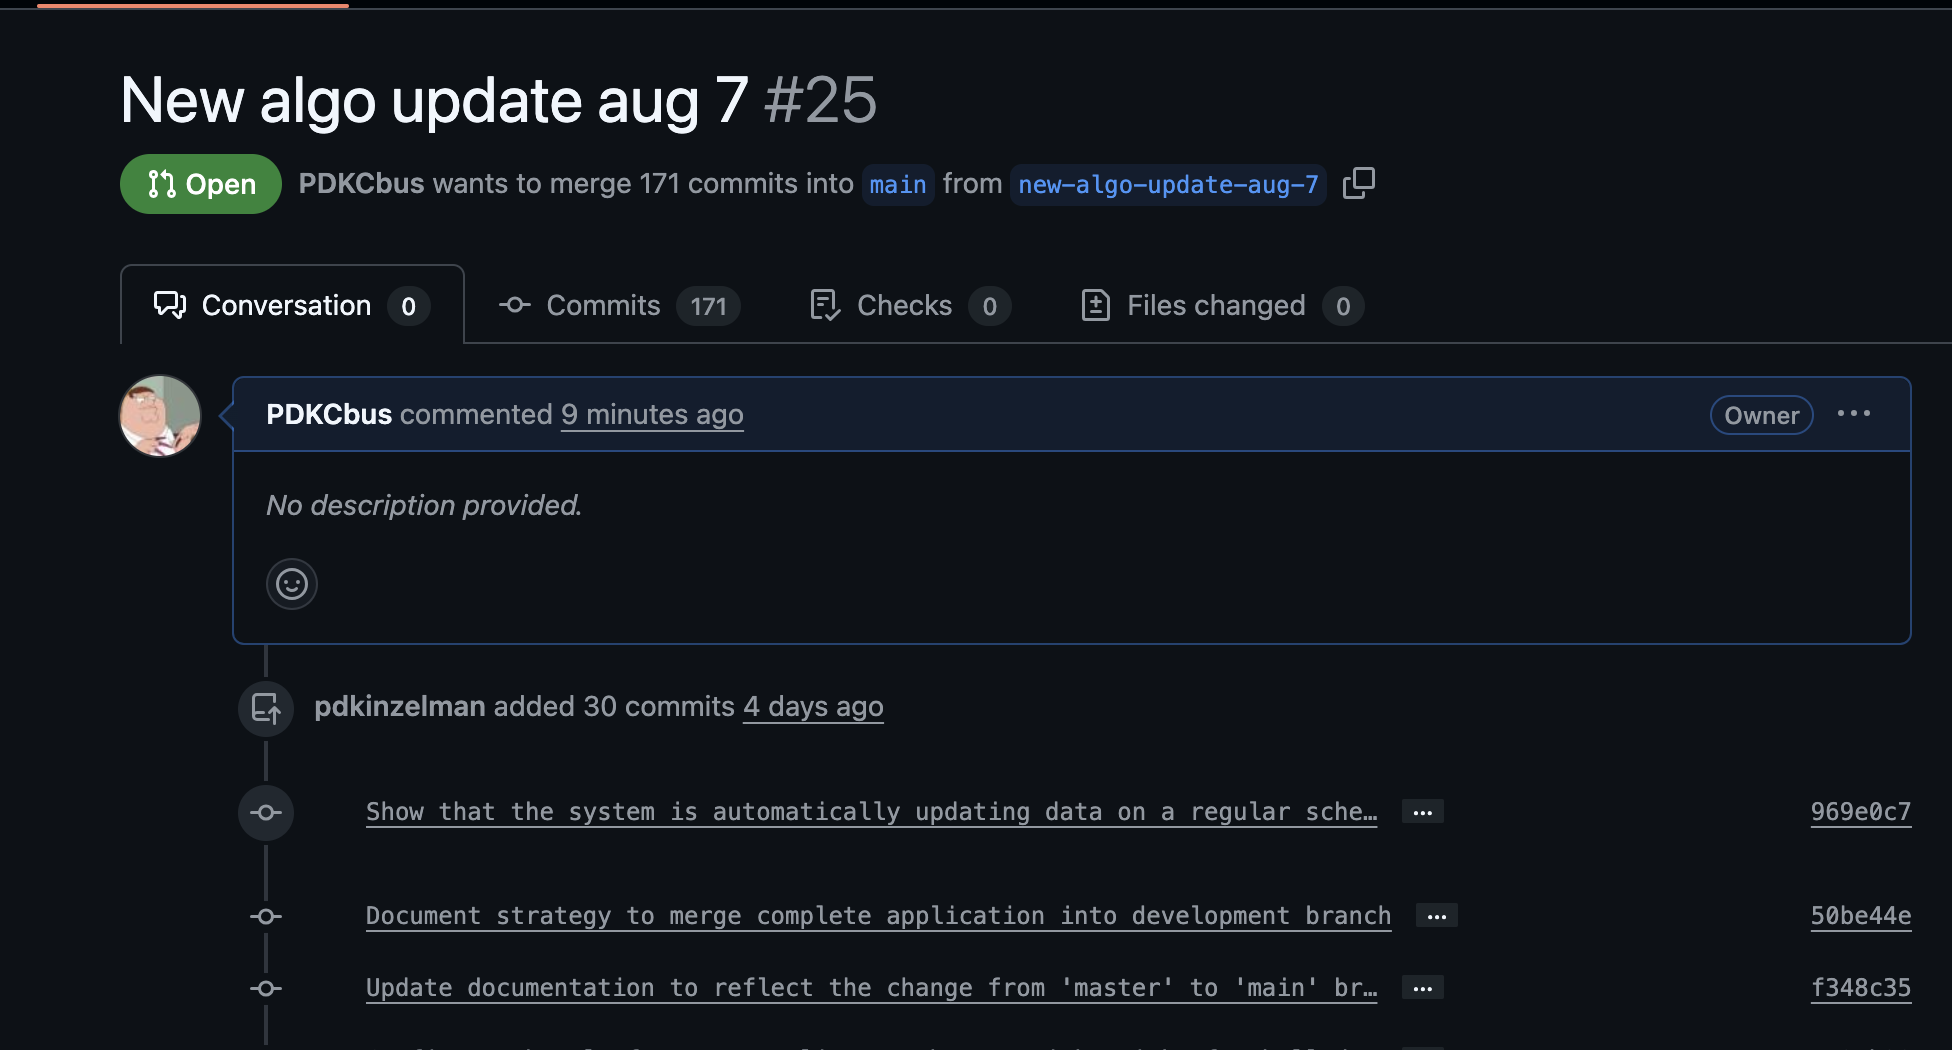 New algo update aug 7 #25
Open PDKCbus wants to merge 171 commits into main from new-algo-update-aug-7
Conversation 0 Commits 171 Checks 0 Files changed 0
PDKCbus commented 9 minutes ago Owner ...
No description provided.
pdkinzelman added 30 commits 4 days ago
Show that the system is automatically updating data on a regular sche… … 969e0c7
Document strategy to merge complete application into development branch … 50be44e
Update documentation to reflect the change from 'master' to 'main' br… … f348c35